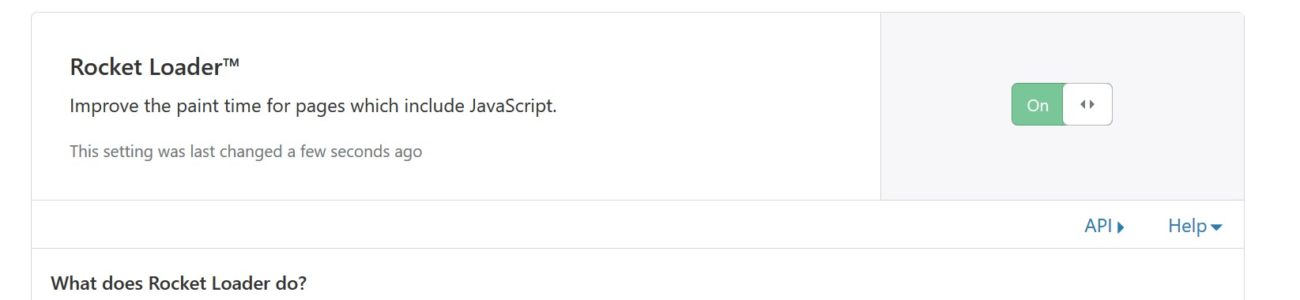 Rocket Loader™
Improve the paint time for pages which include JavaScript.
On
This setting was last changed a few seconds ago
API
Help
What does Rocket Loader do?